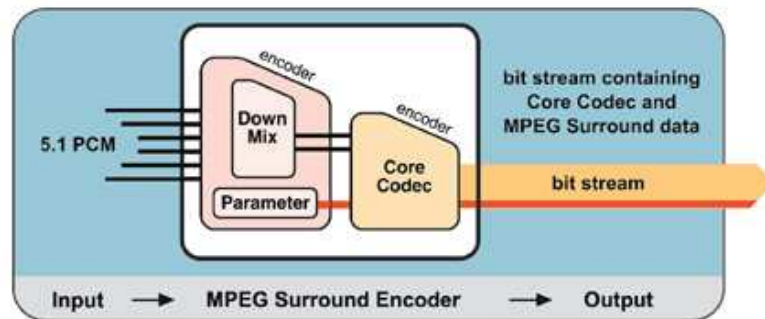 encoder
encoder
bit stream containing
Core Codec and
MPEG Surround data
5.1 PCM
Down
Mix
Core
Codec
Parameter
bit stream
Input → MPEG Surround Encoder → Output